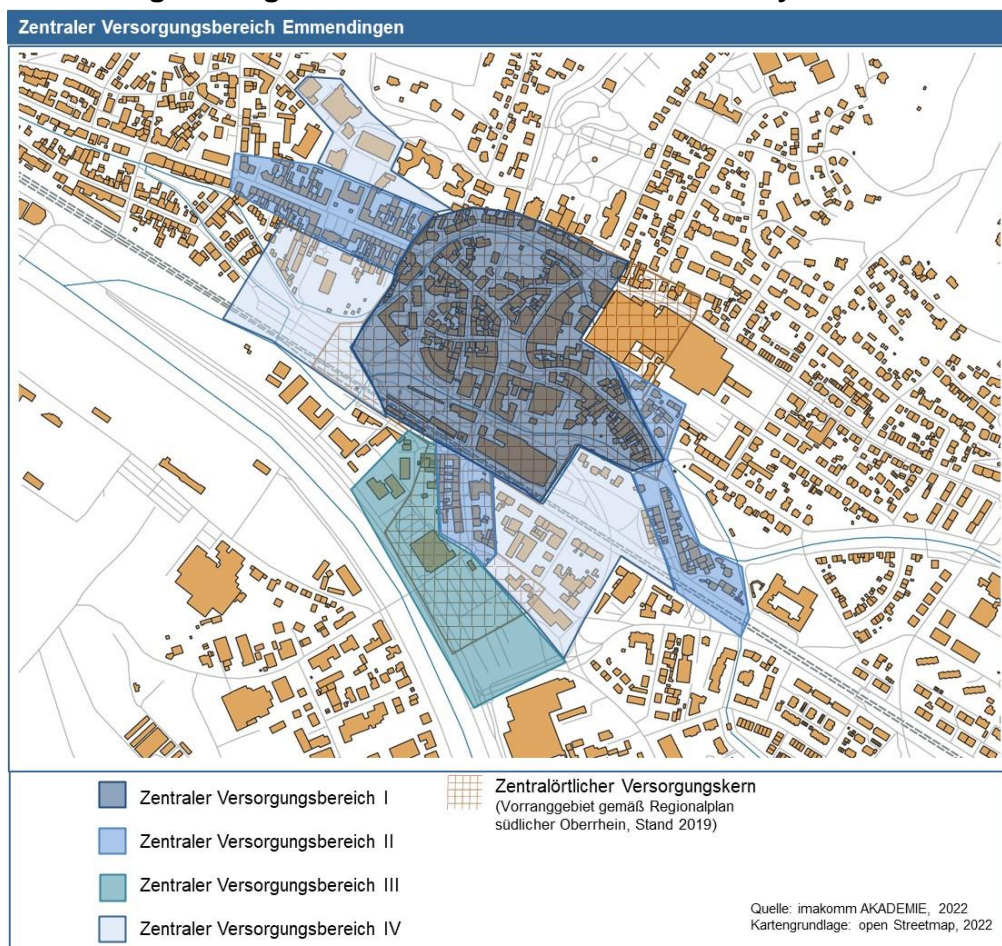 Zentraler Versorgungsbereich Emmendingen
Zentraler Versorgungsbereich I
Zentraler Versorgungsbereich II
Zentraler Versorgungsbereich III
Zentraler Versorgungsbereich IV
Zentralörtlicher Versorgungskern
(Vorranggebiet gemäß Regionalplan
südlicher Oberrhein, Stand 2019)
Quelle: imakomm AKADEMIE, 2022
Kartengrundlage: open Streetmap, 2022